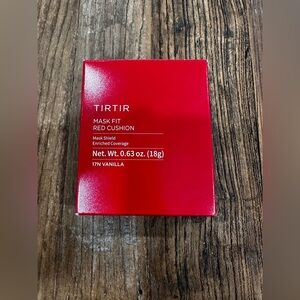 TIRTIR
MASK FIT
RED CUSHION
Mask Shield
Enriched Coverage
Net. Wt. 0.63 oz. (18g)
17N VANILLA